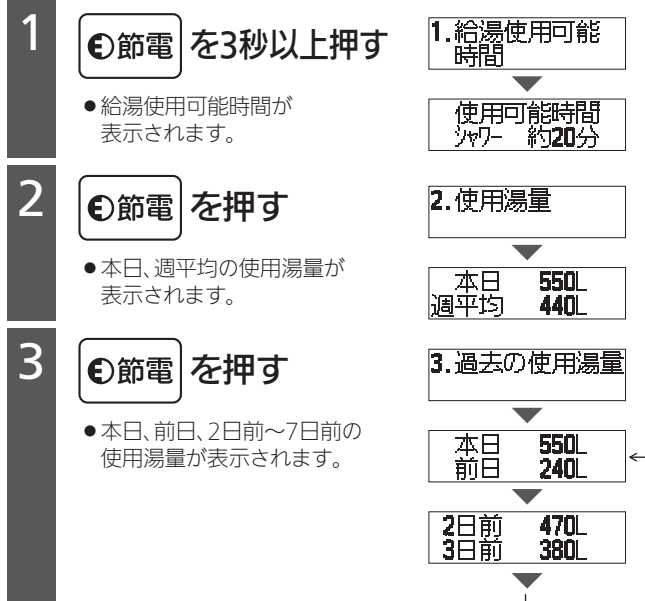 1
節電 を3秒以上押す
●給湯使用可能時間が
表示されます。
1.給湯使用可能
時間
使用可能時間
シャワー 約20分
2
節電 を押す
●本日、週平均の使用湯量が
表示されます。
2.使用湯量
本日 550L
週平均 440L
3
節電 を押す
●本日、前日、2日前～7日前の
使用湯量が表示されます。
3.過去の使用湯量
本日 550L
前日 240L
2日前 470L
3日前 380L